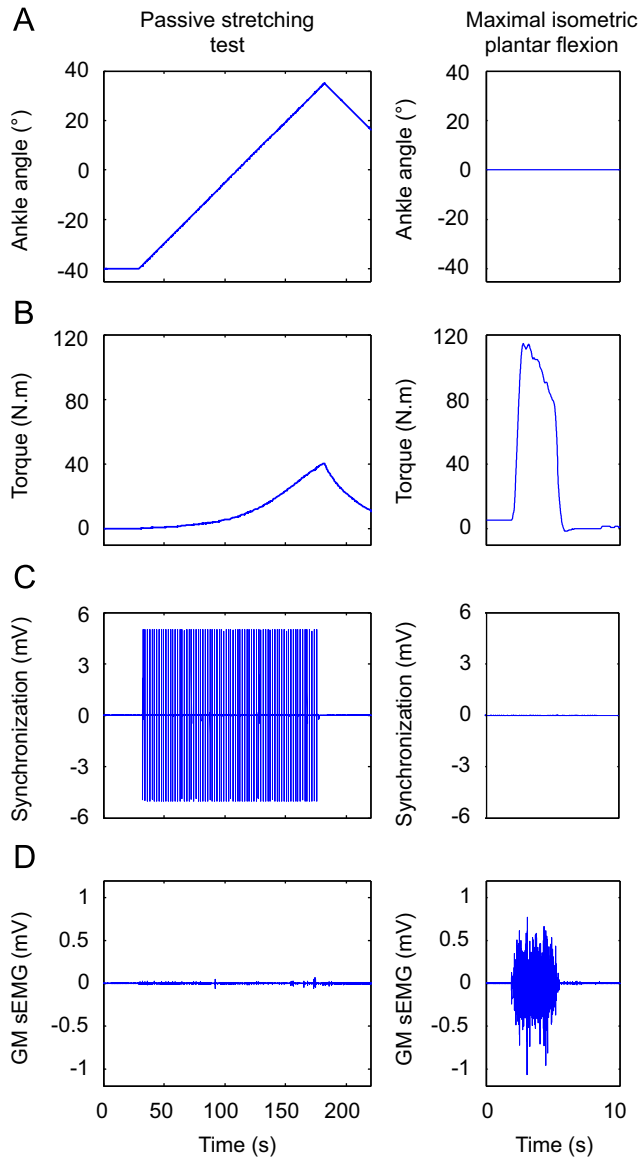 A
Passive stretching
test
Maximal isometric
plantar flexion
Ankle angle (°)
40
20
0
-20
-40
Ankle angle (°)
40
20
0
-20
-40
B
Torque (N.m)
120
80
40
0
Torque (N.m)
120
80
40
0
C
Synchronization (mV)
6
3
0
-3
-6
Synchronization (mV)
6
3
0
-3
-6
D
GM sEMG (mV)
1
0.5
0
-0.5
-1
0
50
100
150
200
Time (s)
GM sEMG (mV)
1
0.5
0
-0.5
-1
0
10
Time (s)